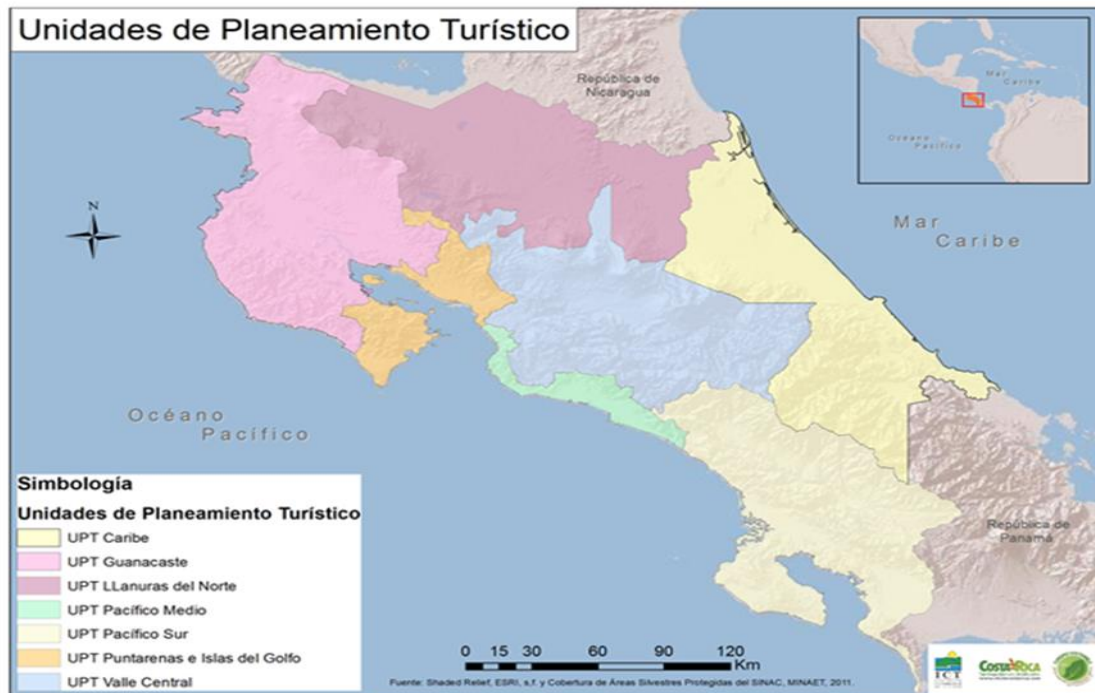 Unidades de Planeamiento Turístico
República de
Nicaragua
Mar
Caribe
Océano
Pacífico
N
Mar
Caribe
Océano
Pacífico
República de
Panamá
Simbología
Unidades de Planeamiento Turístico
UPT Caribe
UPT Guanacaste
UPT LLanuras del Norte
UPT Pacífico Medio
UPT Pacífico Sur
UPT Puntarenas e Islas del Golfo
UPT Valle Central
0 15 30 60 90 120
Km
Fuente: Shaded Relief, ESRI, s.f. y Cobertura de Áreas Silvestres Protegidas del SINAC, MINAET, 2011.
ICT
COSTA RICA